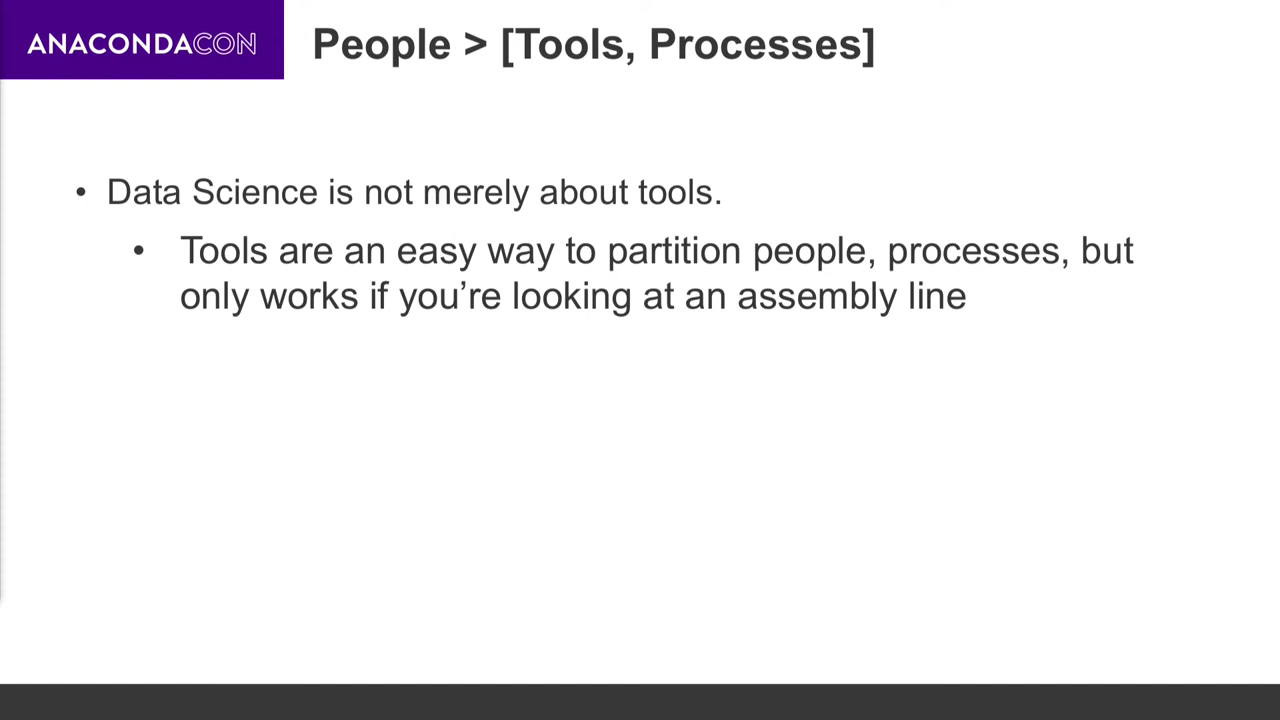 ANACONDACON
People > [Tools, Processes]
• Data Science is not merely about tools.
• Tools are an easy way to partition people, processes, but
only works if you’re looking at an assembly line